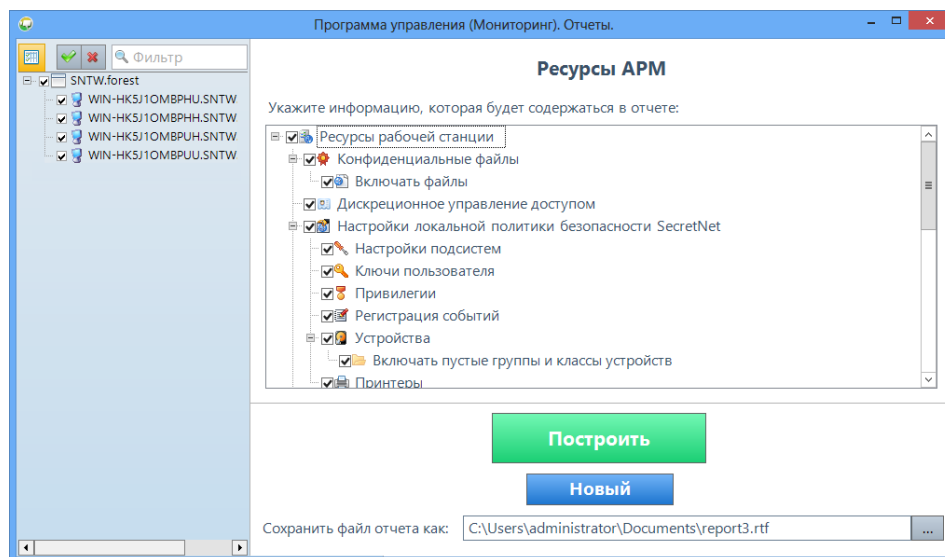 Программа управления (Мониторинг). Отчеты.
Фильтр
SNTW.forest
WIN-HK5J1OMBPHU.SNTW
WIN-HK5J1OMBPHH.SNTW
WIN-HK5J1OMBPUH.SNTW
WIN-HK5J1OMBPUU.SNTW
Ресурсы АРМ
Укажите информацию, которая будет содержаться в отчете:
Ресурсы рабочей станции
Конфиденциальные файлы
Включать файлы
Дискреционное управление доступом
Настройки локальной политики безопасности SecretNet
Настройки подсистем
Ключи пользователя
Привилегии
Регистрация событий
Устройства
Включать пустые группы и классы устройств
Принтеры
Построить
Новый
Сохранить файл отчета как: C:\Users\administrator\Documents\report3.rtf ...